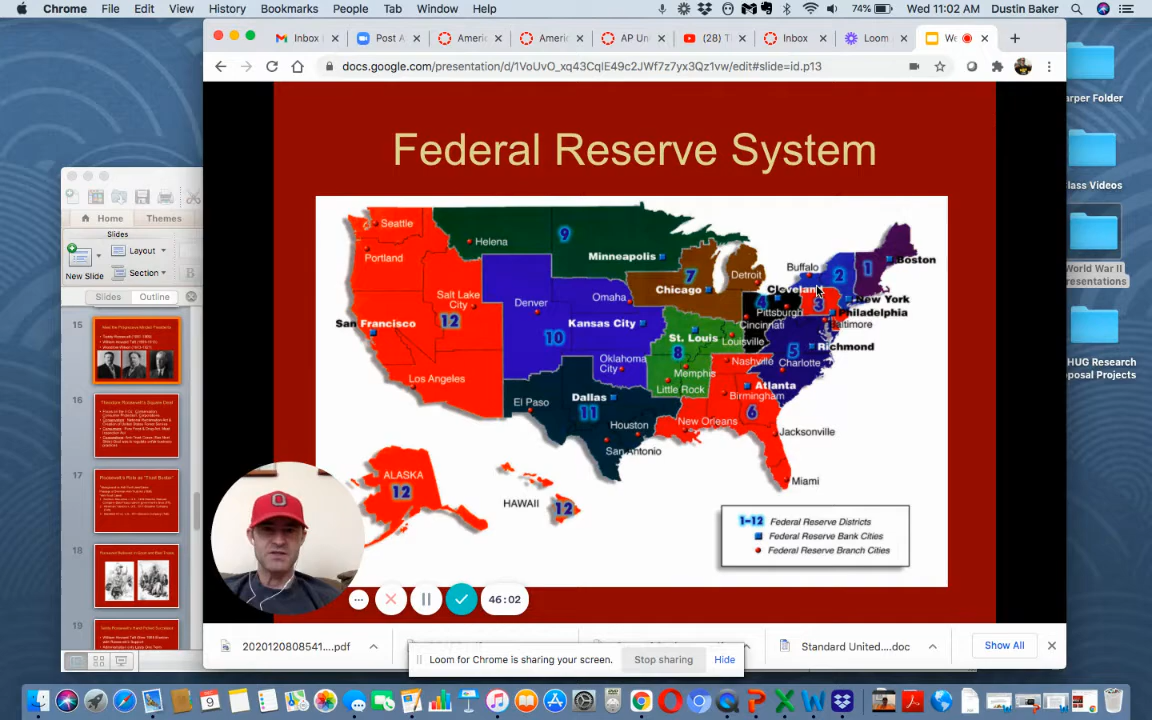 Chrome File Edit View History Bookmarks People Tab Window Help 74% Wed 11:02 AM Dustin Baker
Inbox Post A Americ Americ AP Un (28) Th Inbox Loom We
docs.google.com/presentation/d/1VoUvO_xq43CqIE49c2JWf7z7yx3Qz1vw/edit#slide=id.p13
arper Folder
lass Videos
World War II
Presentations
HUG Research
oposal Projects
Home Themes
Slides
New Slide
Layout
Section
Slides Outline
15
16
17
18
19
Federal Reserve System
Seattle
Portland
Helena
9
Minneapolis
7
Chicago
Detroit
Buffalo
2
1
Boston
Cleveland
New York
3
Philadelphia
4
Pittsburgh
Baltimore
Cincinnati
Salt Lake
City
12
San Francisco
Los Angeles
Denver
Omaha
10
Kansas City
Oklahoma
City
St. Louis
8
Louisville
Memphis
Little Rock
Nashville
5
Richmond
Charlotte
Atlanta
Birmingham
6
New Orleans
Jacksonville
Miami
El Paso
Dallas
11
Houston
San Antonio
ALASKA
12
HAWAII
12
1-12 Federal Reserve Districts
Federal Reserve Bank Cities
Federal Reserve Branch Cities
46:02
2020120808541....pdf
Standard United....doc
Show All
Loom for Chrome is sharing your screen. Stop sharing Hide